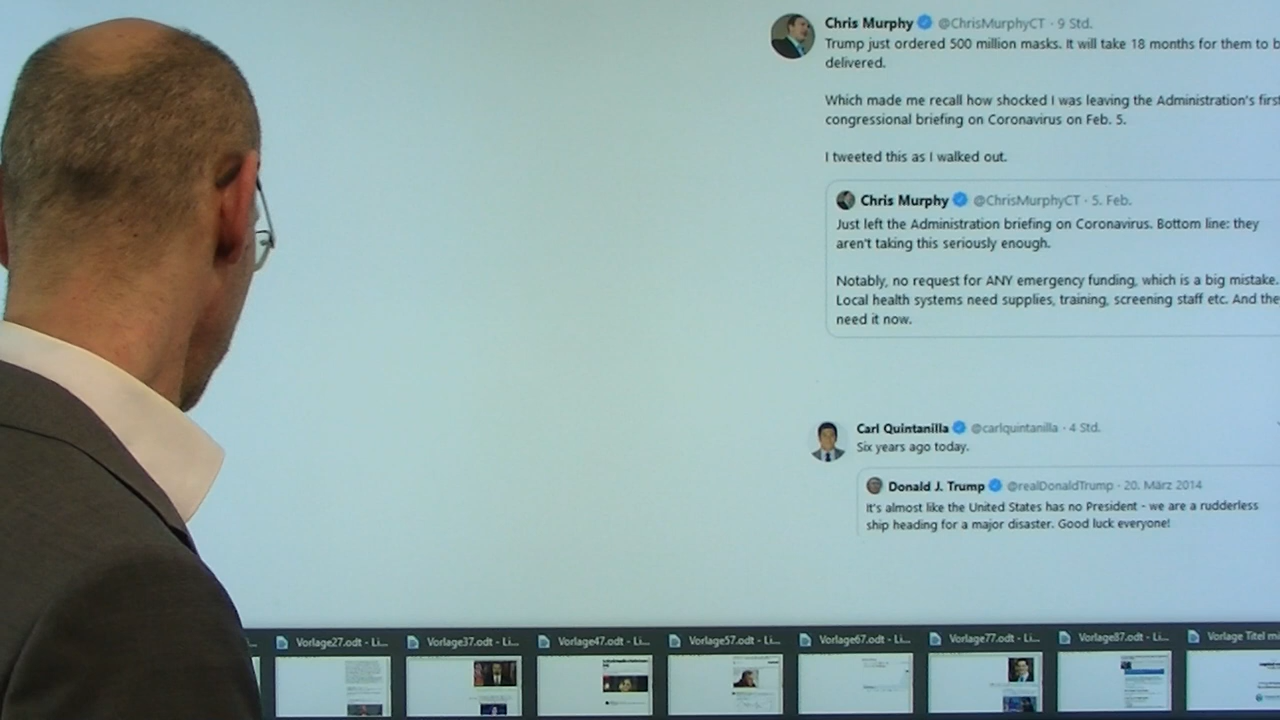 Chris Murphy @ChrisMurphyCT · 9 Std.
Trump just ordered 500 million masks. It will take 18 months for them to b
delivered.
Which made me recall how shocked I was leaving the Administration's first
congressional briefing on Coronavirus on Feb. 5.
I tweeted this as I walked out.
Chris Murphy @ChrisMurphyCT · 5. Feb.
Just left the Administration briefing on Coronavirus. Bottom line: they
aren't taking this seriously enough.
Notably, no request for ANY emergency funding, which is a big mistake.
Local health systems need supplies, training, screening staff etc. And the
need it now.
Carl Quintanilla @carlquintanilla · 4 Std.
Six years ago today.
Donald J. Trump @realDonaldTrump · 20. März 2014
It's almost like the United States has no President - we are a rudderless
ship heading for a major disaster. Good luck everyone!
Vorlage27.odt - Li... Vorlage37.odt - Li... Vorlage47.odt - Li... Vorlage57.odt - Li... Vorlage67.odt - Li... Vorlage77.odt - Li... Vorlage87.odt - Li... Vorlage Titel m